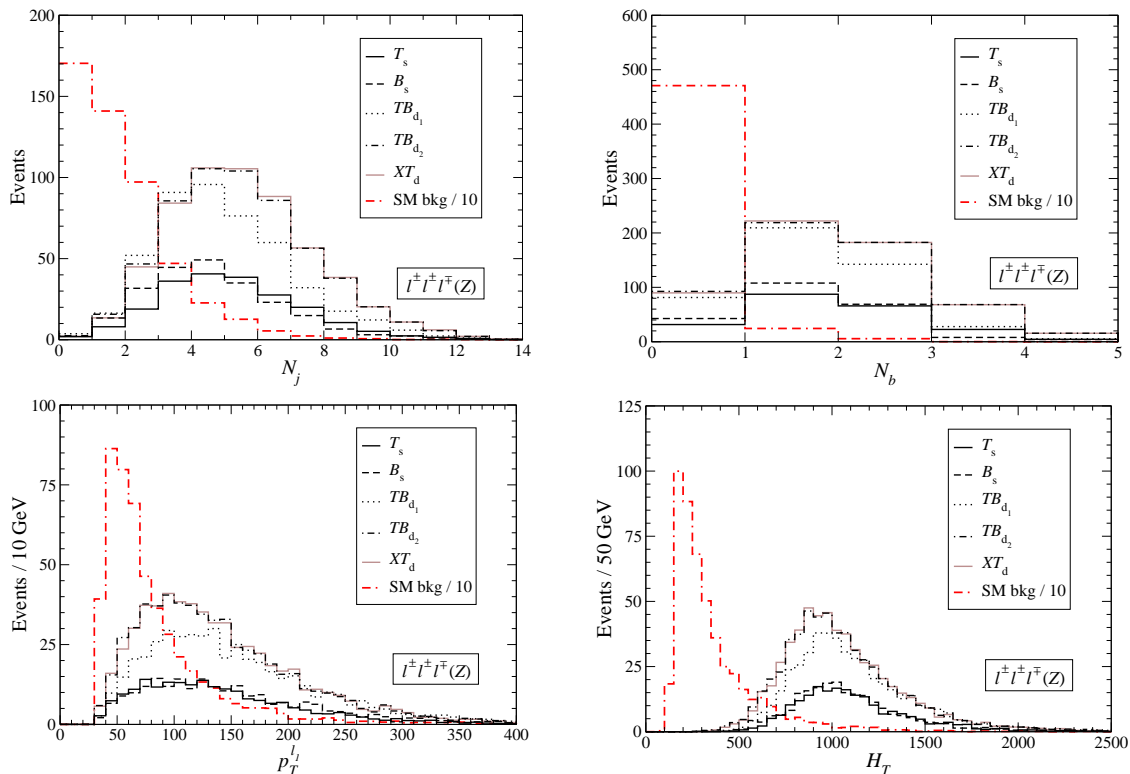 200
150
100
50
0
Events
0 2 4 6 8 10 12 14
N_j
T_s
B_s
TB_d₁
TB_d₂
XT_d
SM bkg / 10
l^± l^± l^∓ (Z)
600
500
400
300
200
100
0
Events
0 1 2 3 4 5
N_b
T_s
B_s
TB_d₁
TB_d₂
XT_d
SM bkg / 10
l^± l^± l^∓ (Z)
100
75
50
25
0
Events / 10 GeV
0 50 100 150 200 250 300 350 400
p_T^{l_1}
T_s
B_s
TB_d₁
TB_d₂
XT_d
SM bkg / 10
l^± l^± l^∓ (Z)
125
100
75
50
25
0
Events / 50 GeV
0 500 1000 1500 2000 2500
H_T
T_s
B_s
TB_d₁
TB_d₂
XT_d
SM bkg / 10
l^± l^± l^∓ (Z)